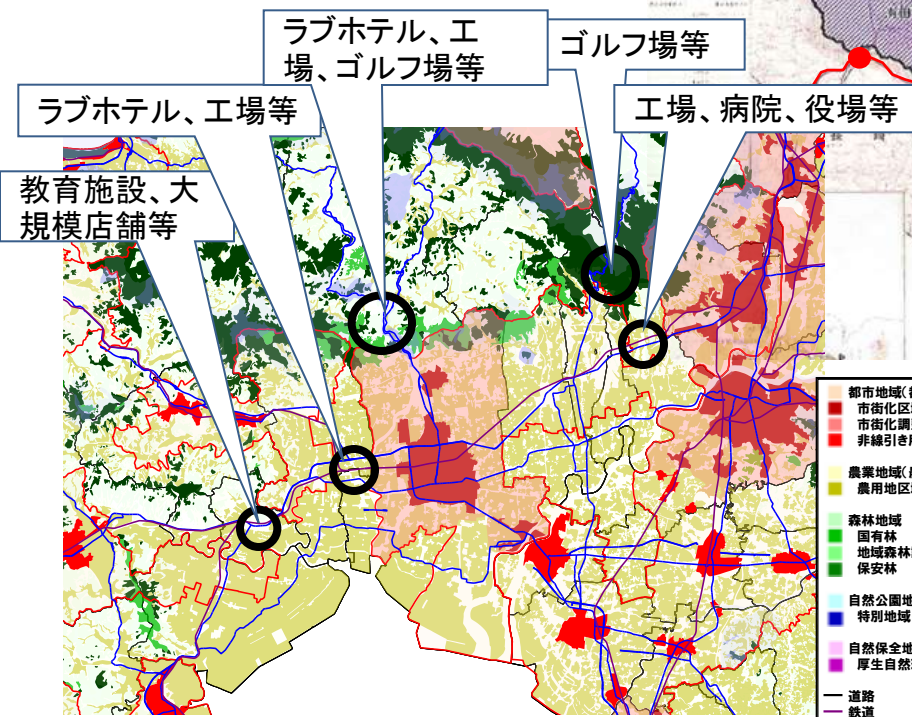 ラブホテル、工
場、ゴルフ場等
ゴルフ場等
ラブホテル、工場等
工場、病院、役場等
教育施設、大
規模店舗等
都市地域(
市街化区
市街化調
非線引き
農業地域(
農用地区
森林地域
国有林
地域森林
保安林
自然公園地
特別地域
自然保全地
厚生自然
道路
鉄道